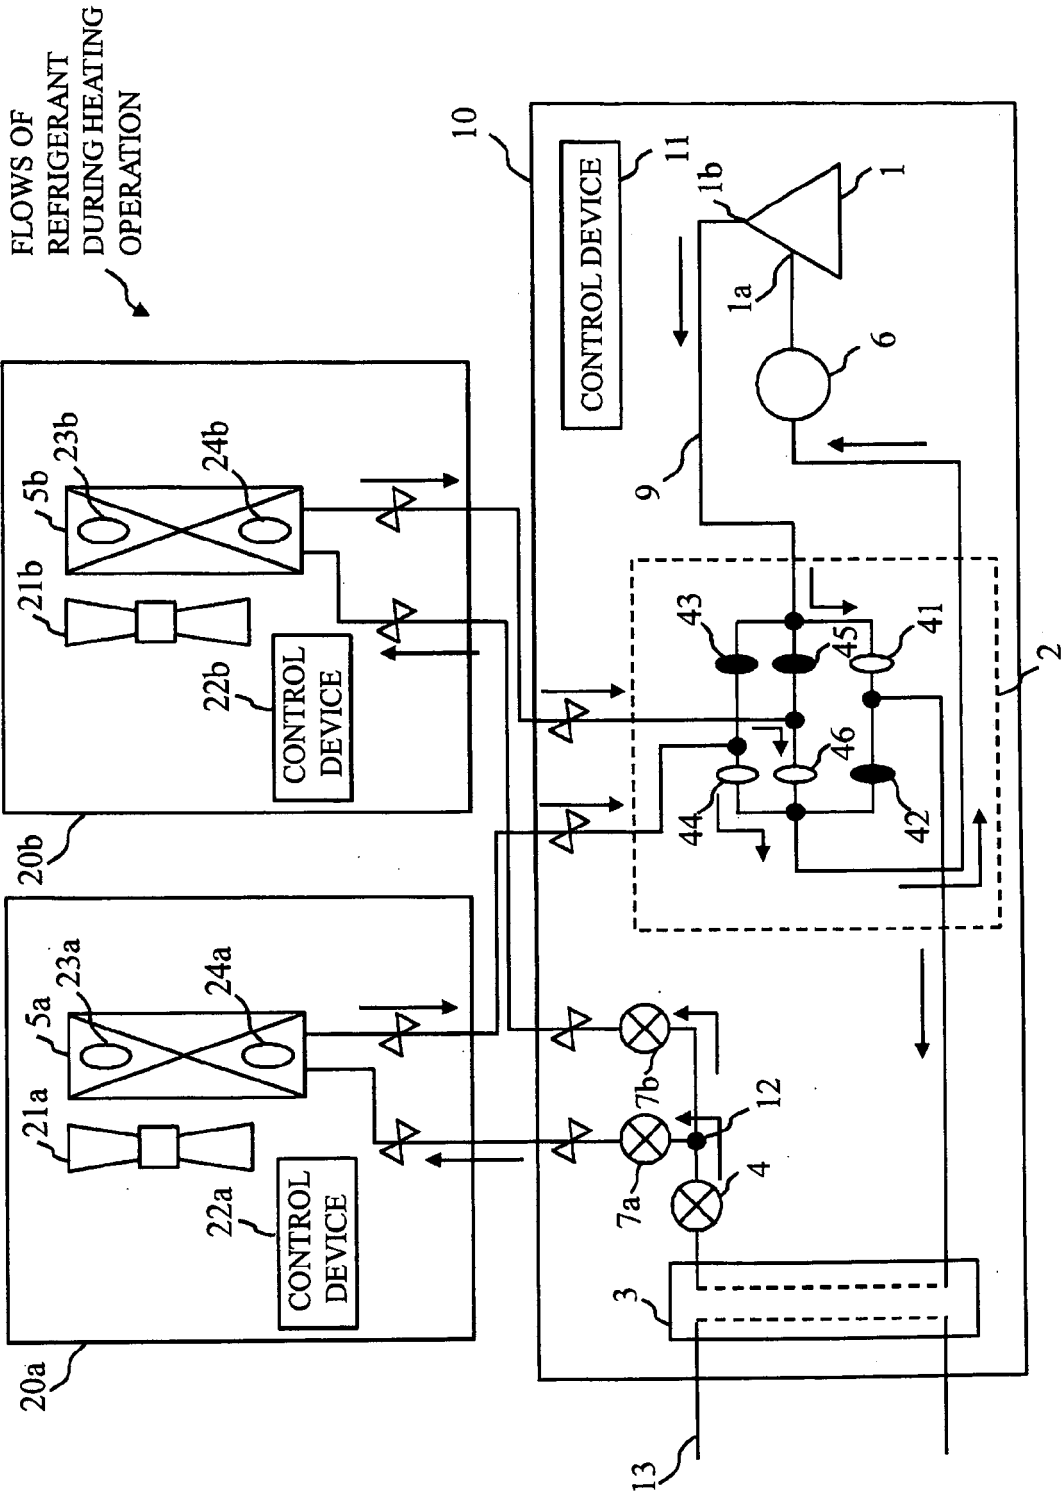 FLOWS OF
REFRIGERANT
DURING HEATING
OPERATION
20a
22a
CONTROL
DEVICE
21a
5a
23a
24a
20b
22b
CONTROL
DEVICE
21b
5b
23b
24b
10
CONTROL DEVICE
11
1b
1
1a
6
9
43
45
41
2
44
46
42
7b
7a
12
4
3
13